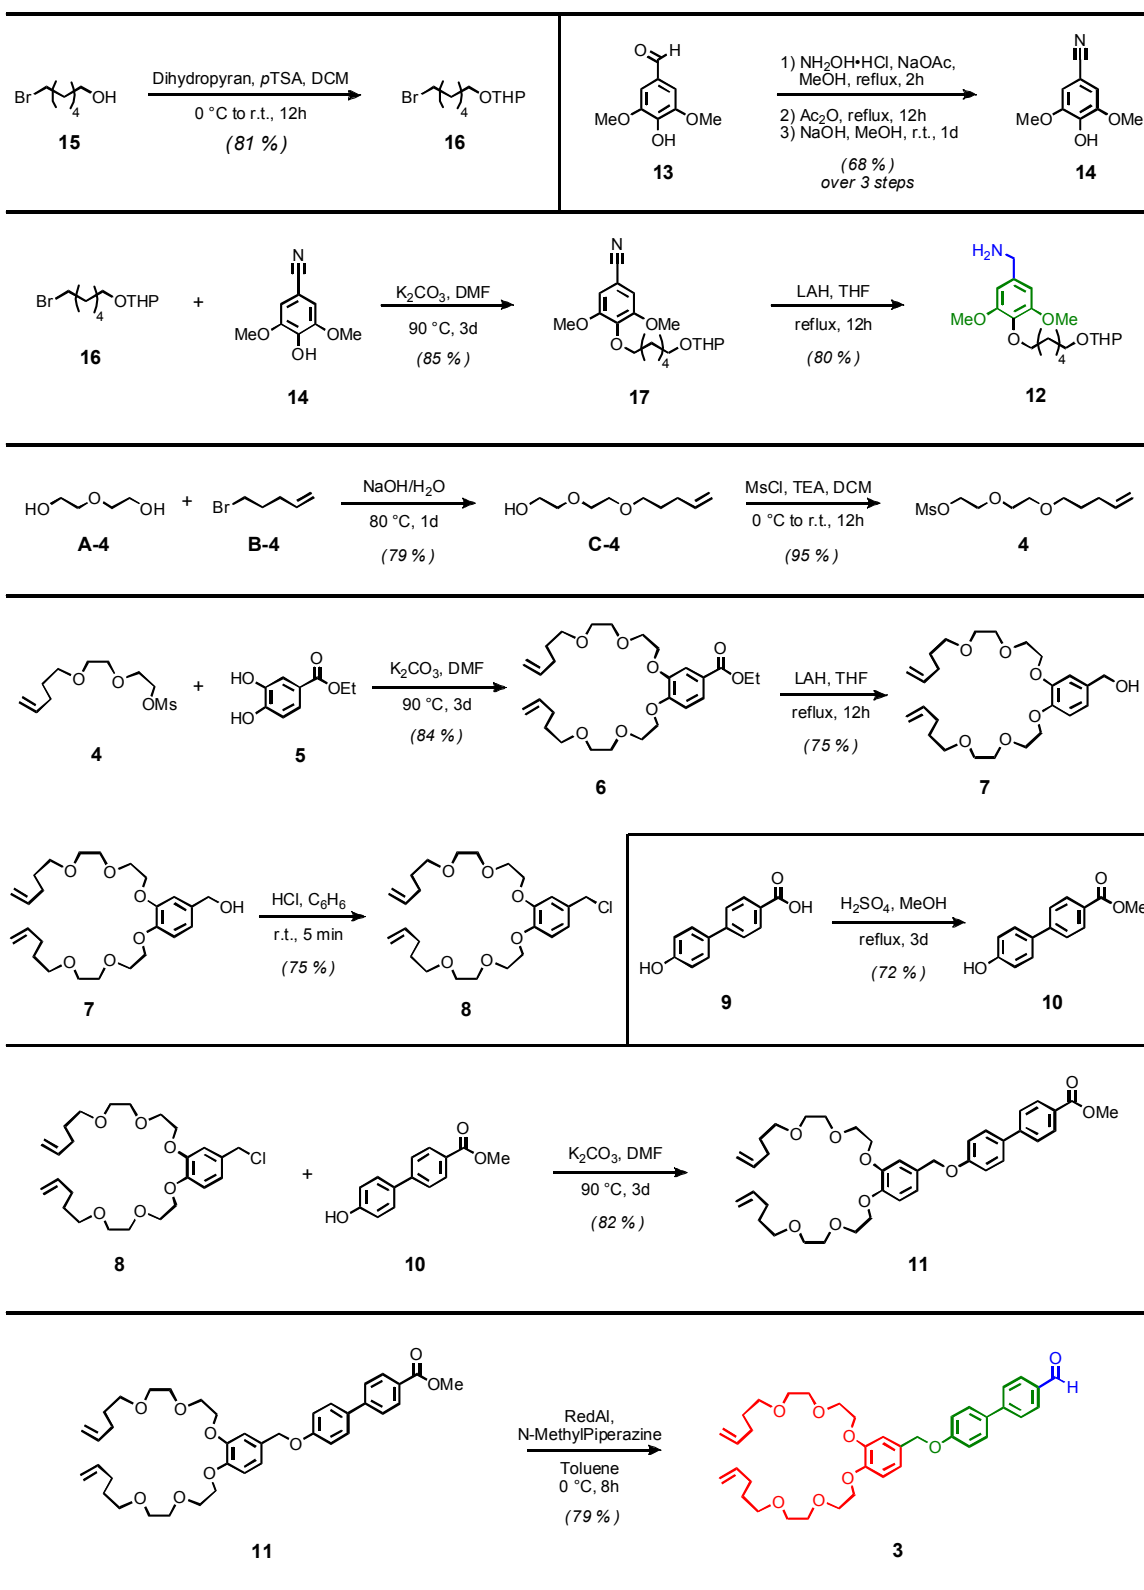 Br
4
OH
15
Dihydropyran, pTSA, DCM
0 °C to r.t., 12h
(81 %)
Br
4
OTHP
16
O
H
MeO
OMe
OH
13
1) NH2OH•HCl, NaOAc,
MeOH, reflux, 2h
2) Ac2O, reflux, 12h
3) NaOH, MeOH, r.t., 1d
(68 %)
over 3 steps
N
MeO
OMe
OH
14
Br
4
OTHP
16
+
N
MeO
OMe
OH
14
K2CO3, DMF
90 °C, 3d
(85 %)
N
MeO
OMe
O
4
OTHP
17
LAH, THF
reflux, 12h
(80 %)
H2N
MeO
OMe
O
4
OTHP
12
HO
O
OH
A-4
+
Br
B-4
NaOH/H2O
80 °C, 1d
(79 %)
HO
O
O
C-4
MsCl, TEA, DCM
0 °C to r.t., 12h
(95 %)
MsO
O
O
4
O
O
OMs
4
+
HO
HO
O
OEt
5
K2CO3, DMF
90 °C, 3d
(84 %)
O
O
O
O
OEt
O
O
O
6
LAH, THF
reflux, 12h
(75 %)
O
O
O
OH
O
O
O
7
O
O
O
OH
O
O
O
7
HCl, C6H6
r.t., 5 min
(75 %)
O
O
O
Cl
O
O
O
8
O
OH
HO
9
H2SO4, MeOH
reflux, 3d
(72 %)
O
OMe
HO
10
O
O
O
Cl
O
O
O
8
+
O
OMe
HO
10
K2CO3, DMF
90 °C, 3d
(82 %)
O
OMe
O
O
O
O
O
O
O
11
O
OMe
O
O
O
O
O
O
O
11
RedAl,
N-MethylPiperazine
Toluene
0 °C, 8h
(79 %)
O
H
O
O
O
O
O
O
O
3